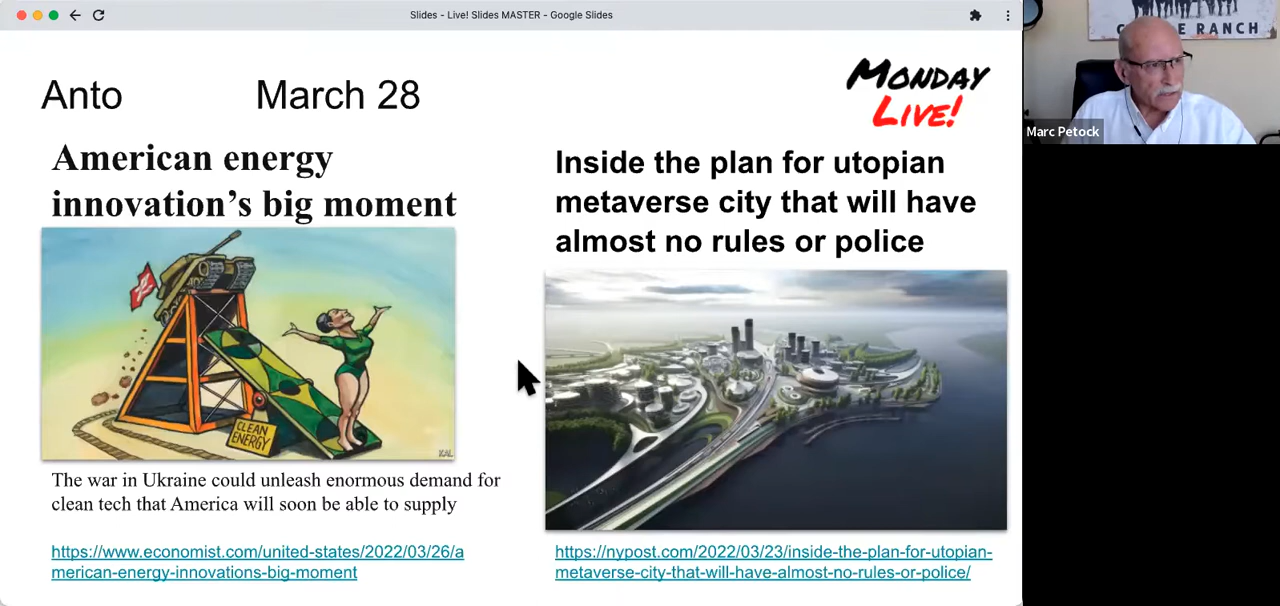 Slides - Live! Slides MASTER - Google Slides
Anto
March 28
MONDAY
LIVE!
American energy
innovation’s big moment
CLEAN
ENERGY
KAL
The war in Ukraine could unleash enormous demand for
clean tech that America will soon be able to supply
https://www.economist.com/united-states/2022/03/26/a
merican-energy-innovations-big-moment
Inside the plan for utopian
metaverse city that will have
almost no rules or police
https://nypost.com/2022/03/23/inside-the-plan-for-utopian-
metaverse-city-that-will-have-almost-no-rules-or-police/
RANCH
Marc Petock